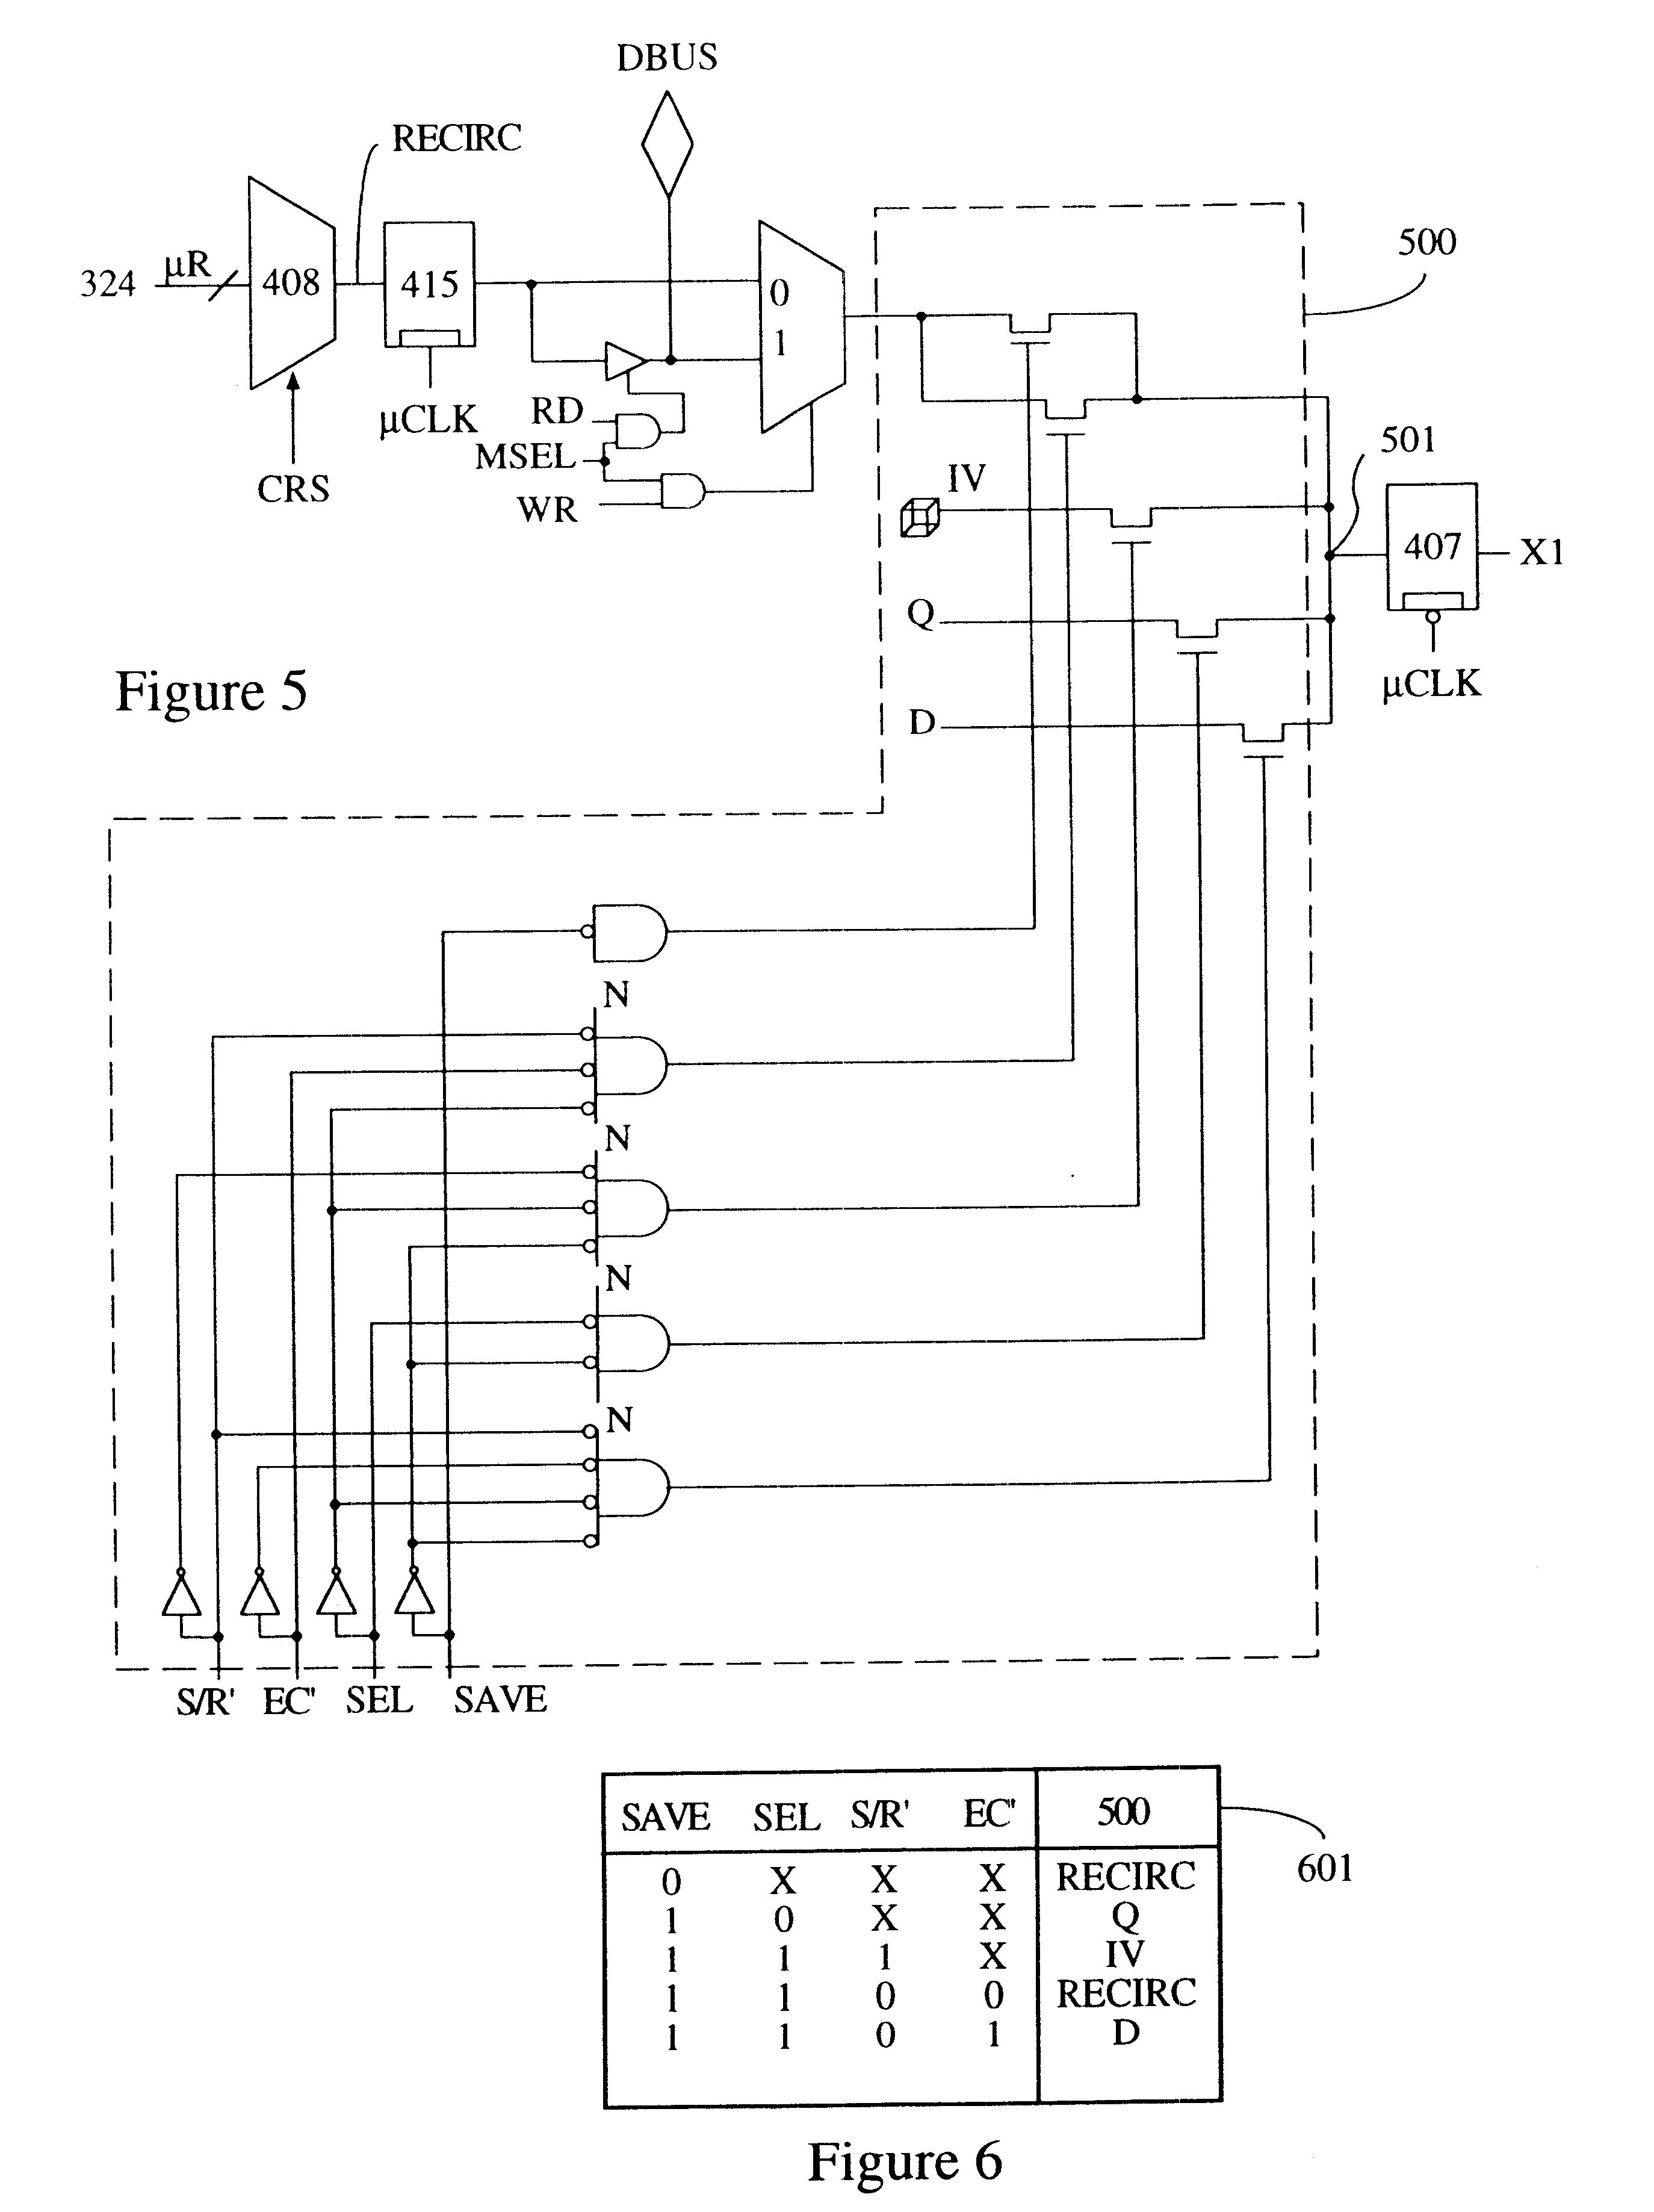 DBUS
RECIRC
500
324 μR 408 415
0
1
μCLK
RD
MSEL
WR
CRS
501
IV
407 X1
Q
μCLK
D
Figure 5
N
N
N
N
S/R' EC' SEL SAVE
SAVE SEL S/R' EC' 500
601
0 X X X RECIRC
1 0 X X Q
1 1 1 X IV
1 1 0 0 RECIRC
1 1 0 1 D
Figure 6